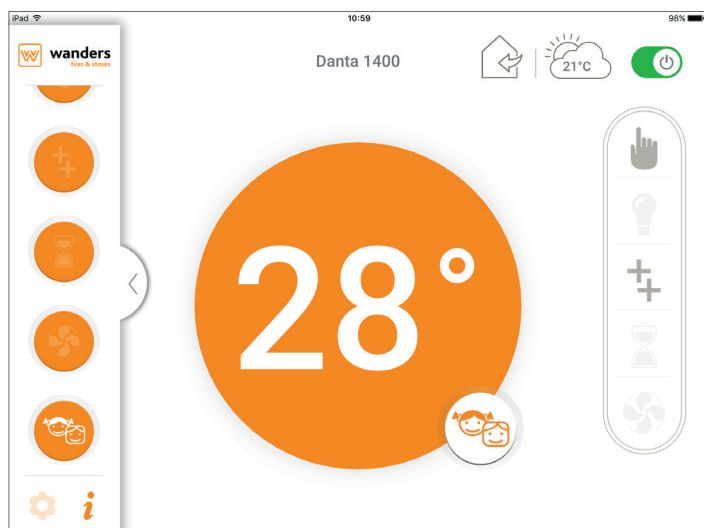 iPad
10:59
98%
wanders
fires & stoves
Danta 1400
21°C
28°